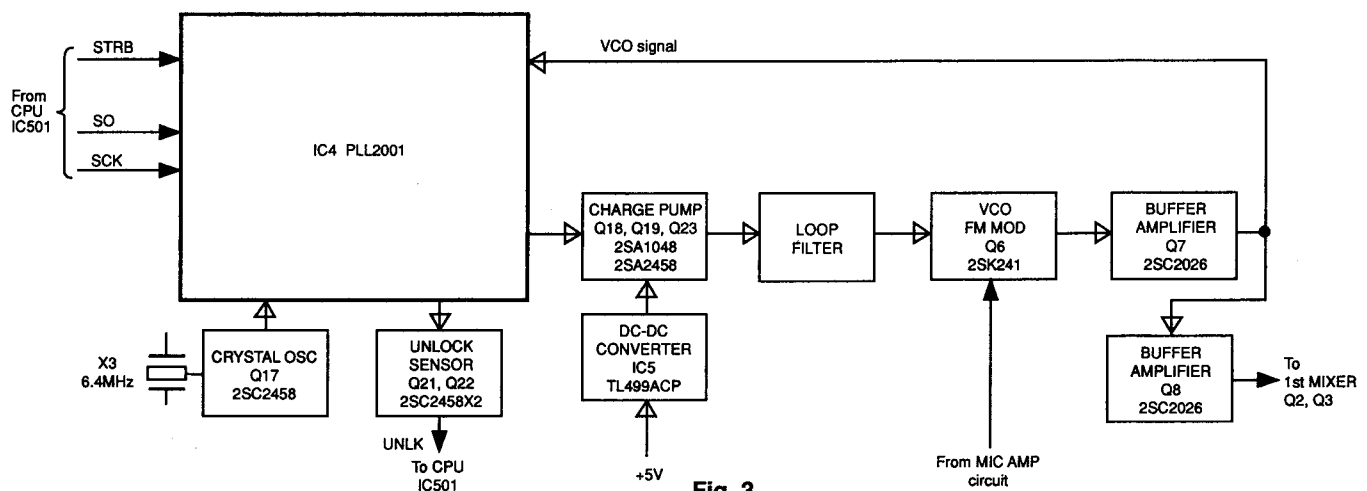 STRB
From
CPU
IC501
SO
SCK
IC4 PLL2001
VCO signal
CHARGE PUMP
Q18, Q19, Q23
2SA1048
2SA2458
LOOP
FILTER
VCO
FM MOD
Q6
2SK241
BUFFER
AMPLIFIER
Q7
2SC2026
X3
6.4MHz
CRYSTAL OSC
Q17
2SC2458
UNLOCK
SENSOR
Q21, Q22
2SC2458X2
DC-DC
CONVERTER
IC5
TL499ACP
BUFFER
AMPLIFIER
Q8
2SC2026
To
1st MIXER
Q2, Q3
UNLK
To CPU
IC501
+5V
From MIC AMP
circuit
Fig. 3